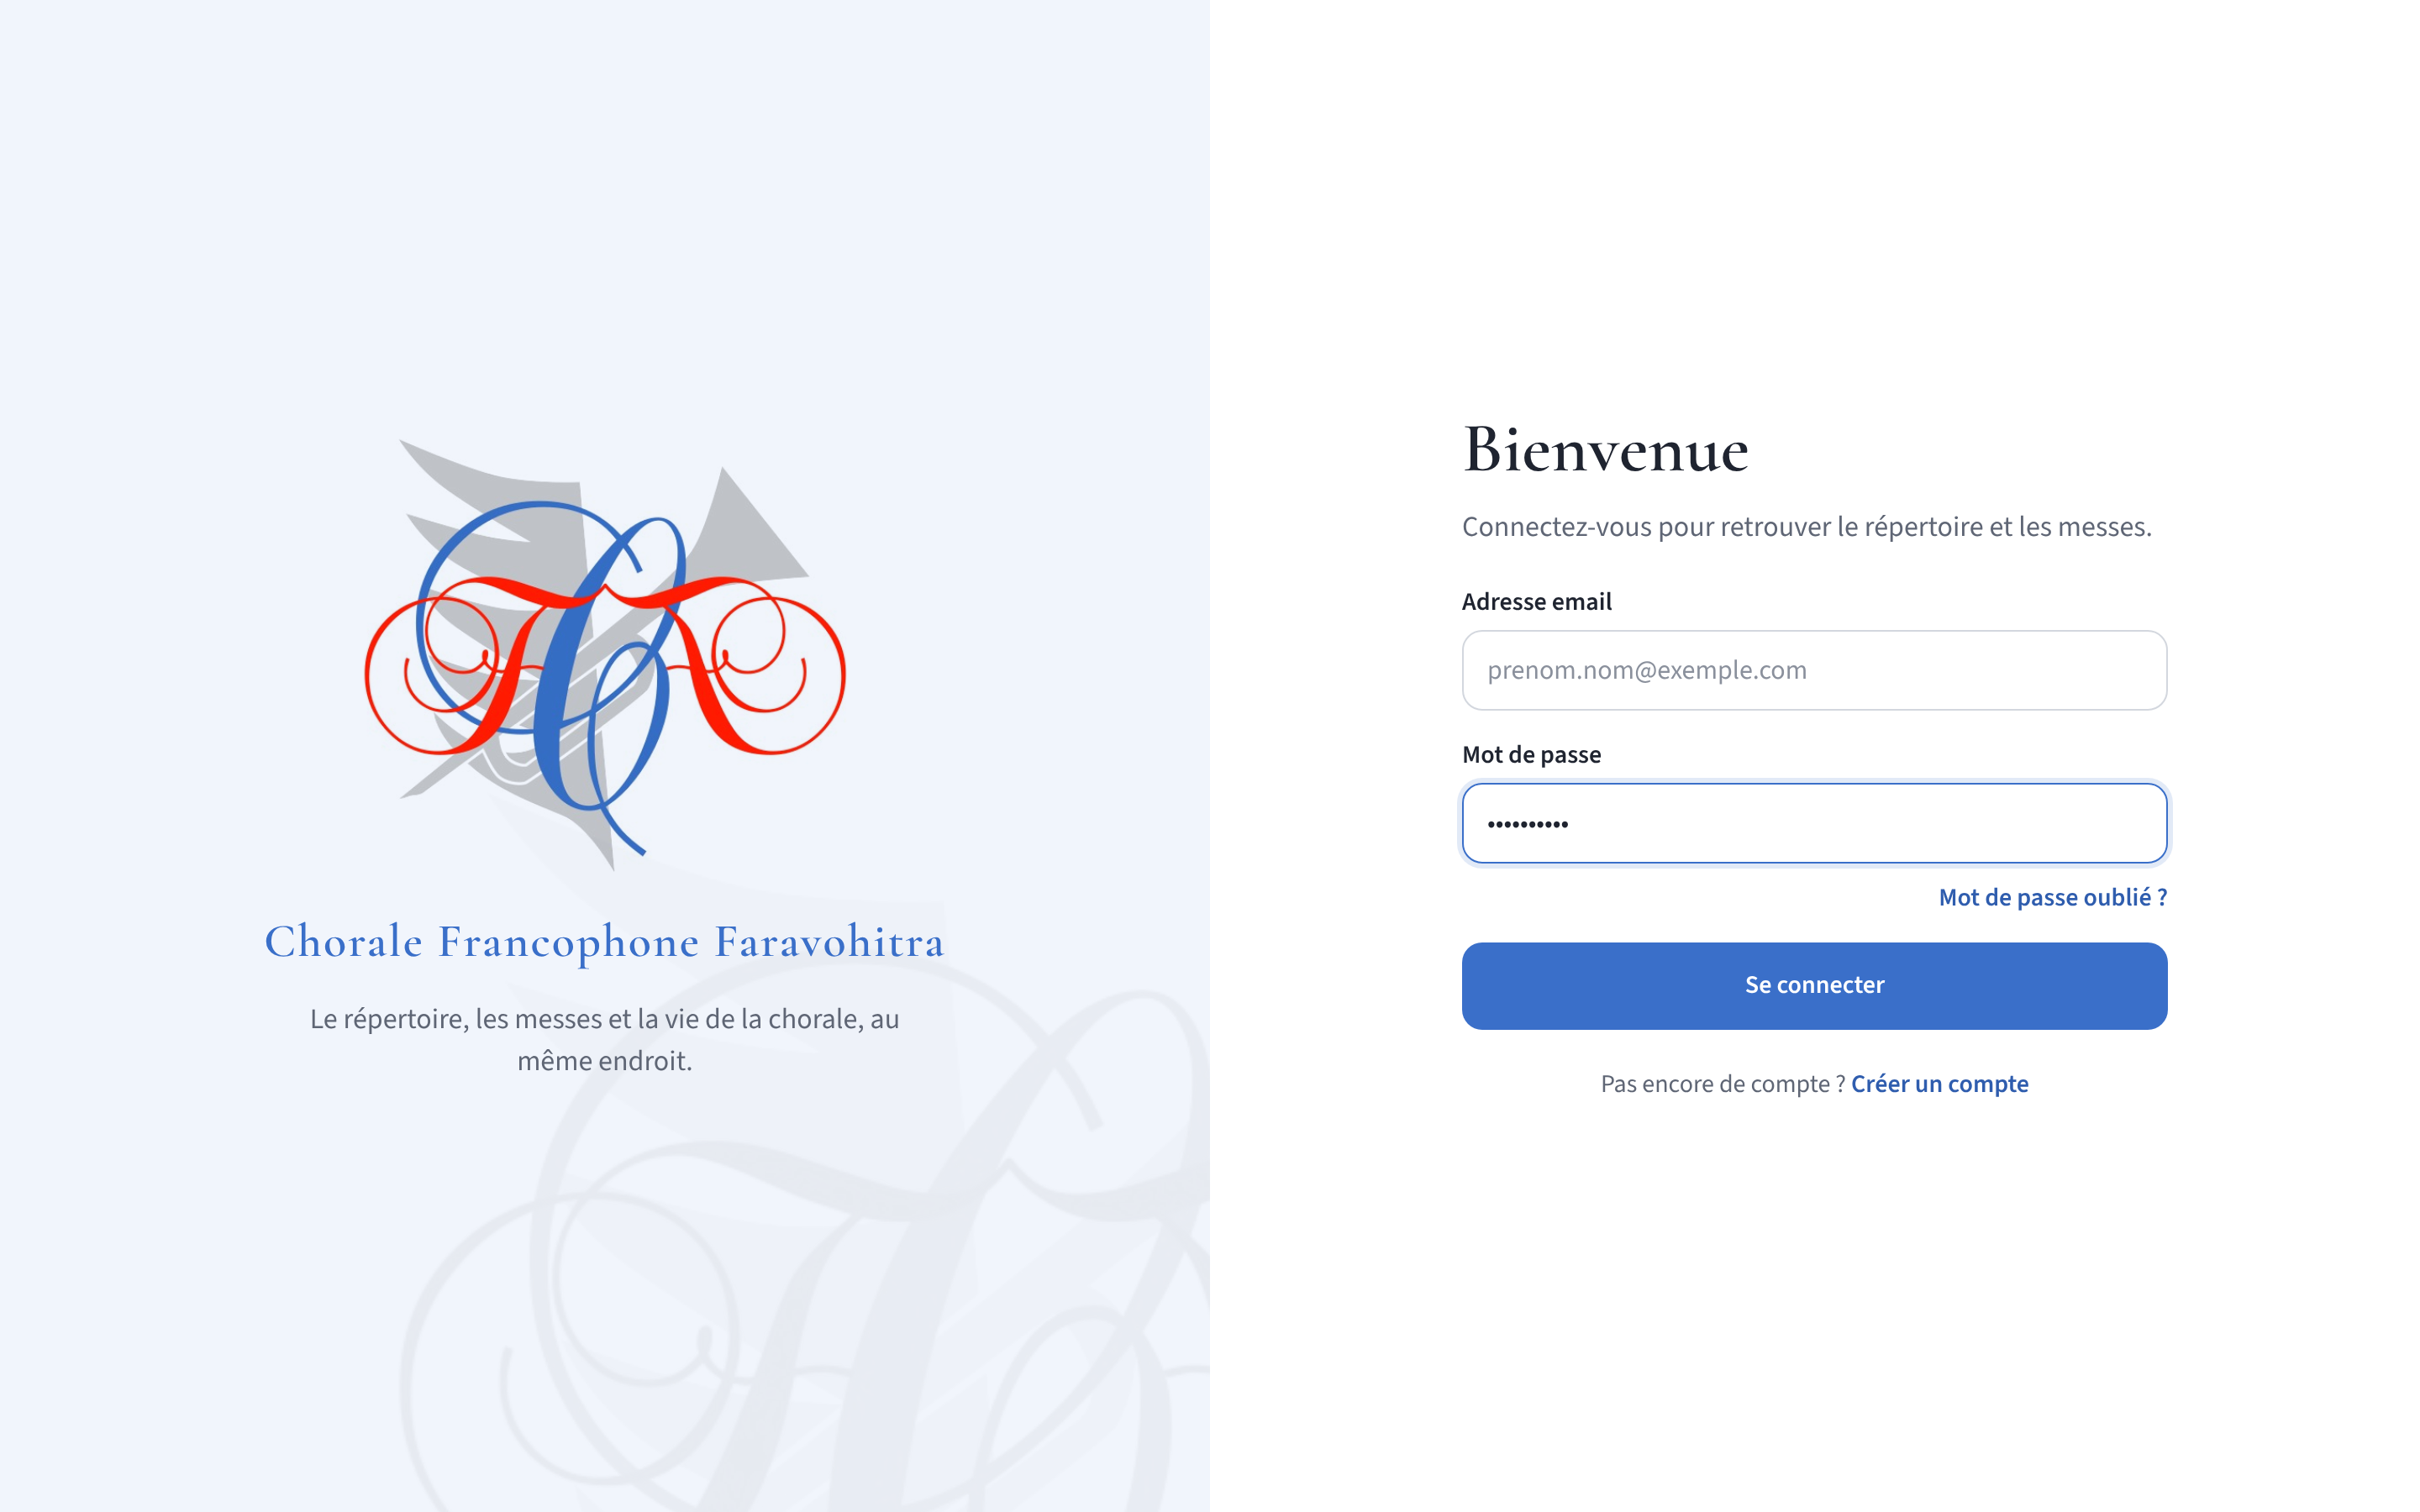 Chorale Francophone Faravohitra
Le répertoire, les messes et la vie de la chorale, au
même endroit.
Bienvenue
Connectez-vous pour retrouver le répertoire et les messes.
Adresse email
prenom.nom@exemple.com
Mot de passe
••••••••••
Mot de passe oublié ?
Se connecter
Pas encore de compte ? Créer un compte